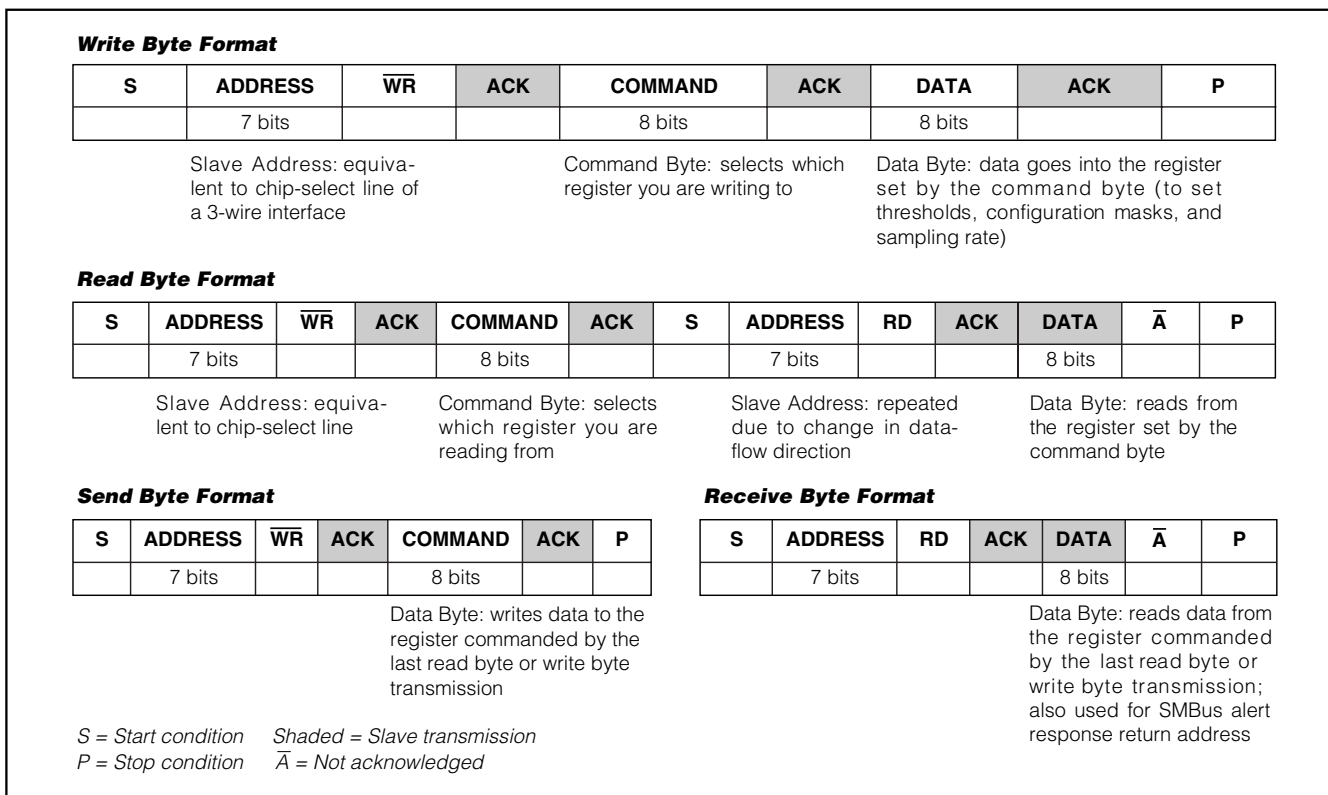 Write Byte Format
S ADDRESS W̅R̅ ACK COMMAND ACK DATA ACK P
7 bits 8 bits 8 bits
Slave Address: equiva-
lent to chip-select line of
a 3-wire interface
Command Byte: selects which
register you are writing to
Data Byte: data goes into the register
set by the command byte (to set
thresholds, configuration masks, and
sampling rate)
Read Byte Format
S ADDRESS W̅R̅ ACK COMMAND ACK S ADDRESS RD ACK DATA A̅ P
7 bits 8 bits 7 bits 8 bits
Slave Address: equiva-
lent to chip-select line
Command Byte: selects
which register you are
reading from
Slave Address: repeated
due to change in data-
flow direction
Data Byte: reads from
the register set by the
command byte
Send Byte Format
S ADDRESS W̅R̅ ACK COMMAND ACK P
7 bits 8 bits
Data Byte: writes data to the
register commanded by the
last read byte or write byte
transmission
Receive Byte Format
S ADDRESS RD ACK DATA A̅ P
7 bits 8 bits
Data Byte: reads data from
the register commanded
by the last read byte or
write byte transmission;
also used for SMBus alert
response return address
S = Start condition Shaded = Slave transmission
P = Stop condition A̅ = Not acknowledged